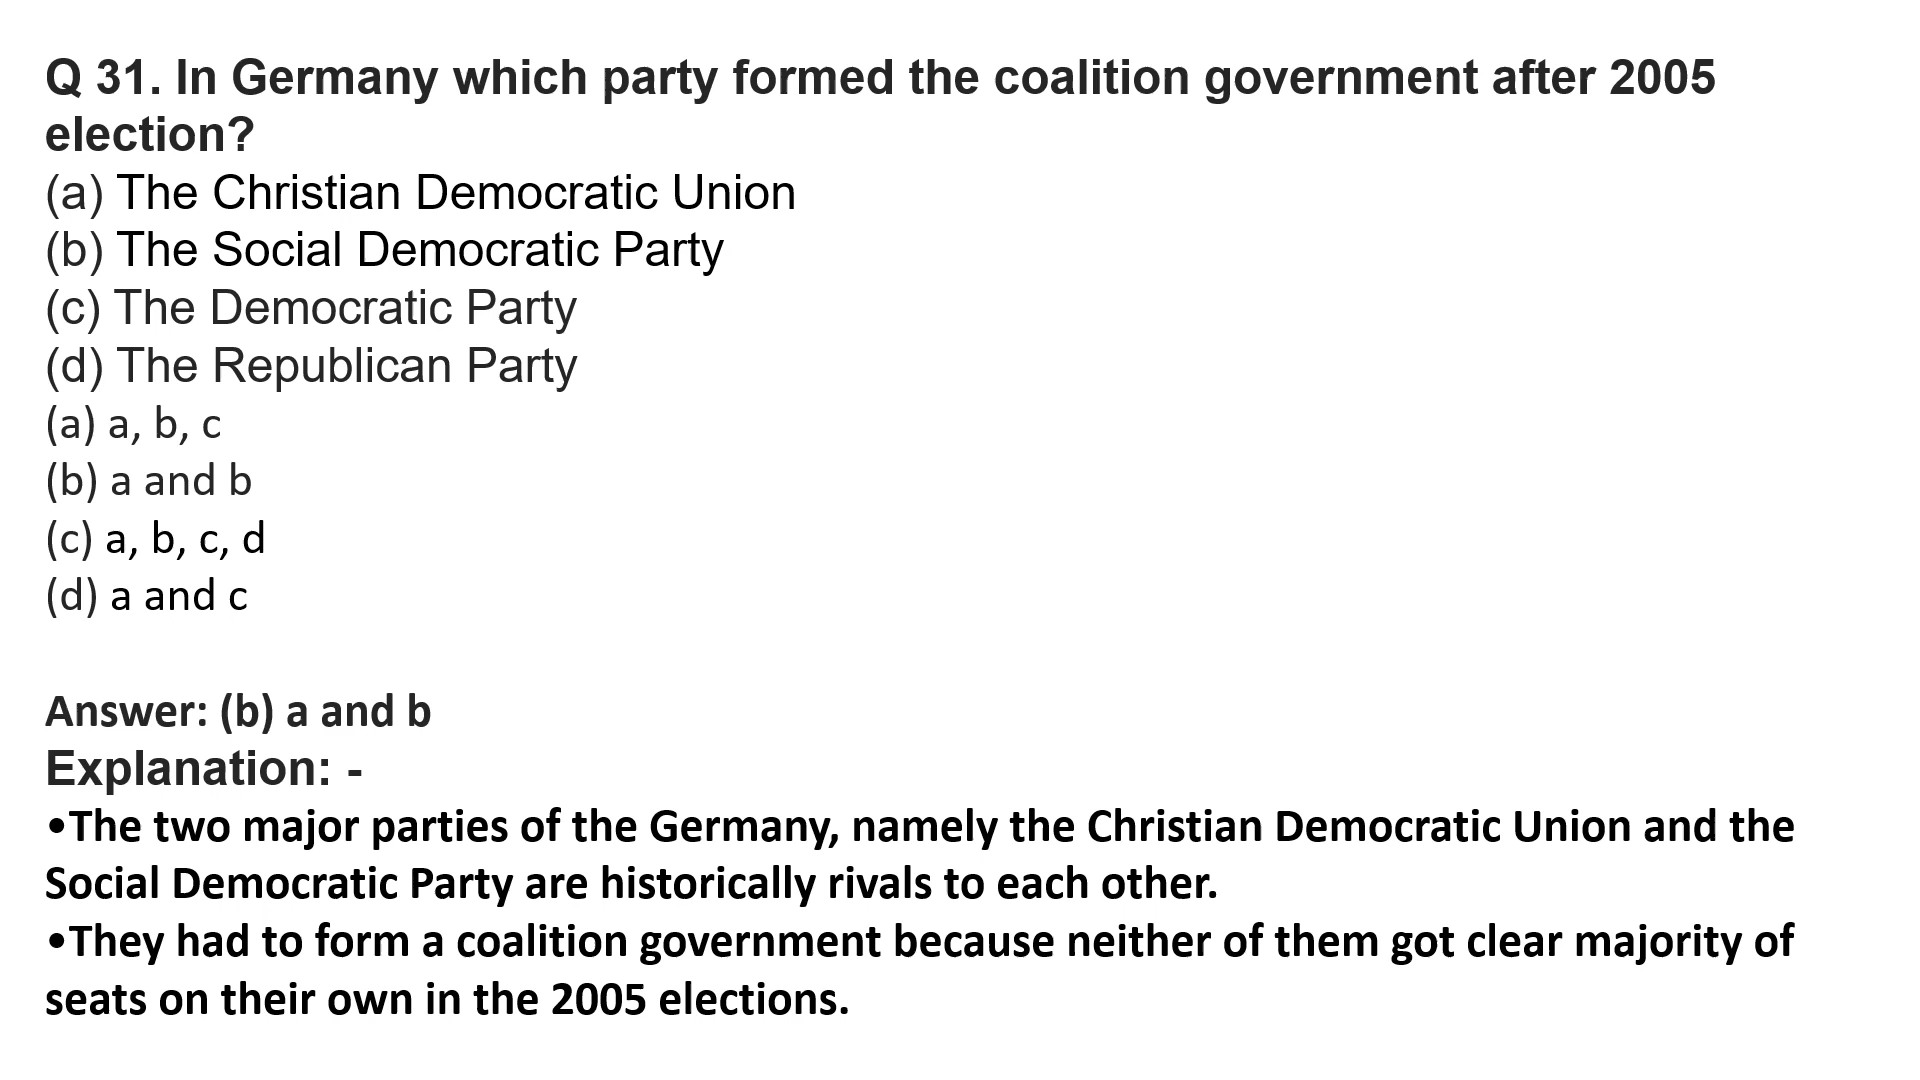 Q 31. In Germany which party formed the coalition government after 2005
election?
(a) The Christian Democratic Union
(b) The Social Democratic Party
(c) The Democratic Party
(d) The Republican Party
(a) a, b, c
(b) a and b
(c) a, b, c, d
(d) a and c
Answer: (b) a and b
Explanation: -
•The two major parties of the Germany, namely the Christian Democratic Union and the
Social Democratic Party are historically rivals to each other.
•They had to form a coalition government because neither of them got clear majority of
seats on their own in the 2005 elections.